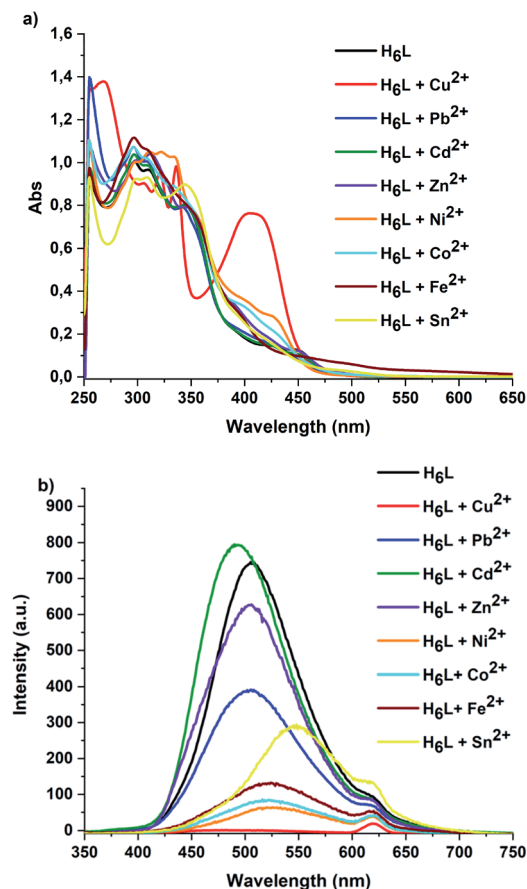 a)
H₆L
H₆L + Cu²⁺
H₆L + Pb²⁺
H₆L + Cd²⁺
H₆L + Zn²⁺
H₆L + Ni²⁺
H₆L + Co²⁺
H₆L + Fe²⁺
H₆L + Sn²⁺
1,6
1,4
1,2
1,0
0,8
0,6
0,4
0,2
0,0
Abs
250 300 350 400 450 500 550 600 650
Wavelength (nm)
b)
H₆L
H₆L + Cu²⁺
H₆L + Pb²⁺
H₆L + Cd²⁺
H₆L + Zn²⁺
H₆L + Ni²⁺
H₆L+ Co²⁺
H₆L+ Fe²⁺
H₆L + Sn²⁺
900
800
700
600
500
400
300
200
100
0
Intensity (a.u.)
350 400 450 500 550 600 650 700 750
Wavelength (nm)